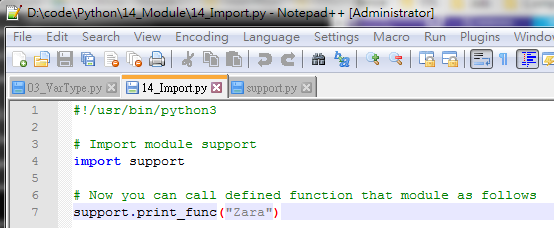 D:\code\Python\14_Module\14_Import.py - Notepad++ [Administrator]
File Edit Search View Encoding Language Settings Macro Run Plugins Window
03_VarType.py 14_Import.py support.py
1 #!/usr/bin/python3
2
3 # Import module support
4 import support
5
6 # Now you can call defined function that module as follows
7 support.print_func("Zara")